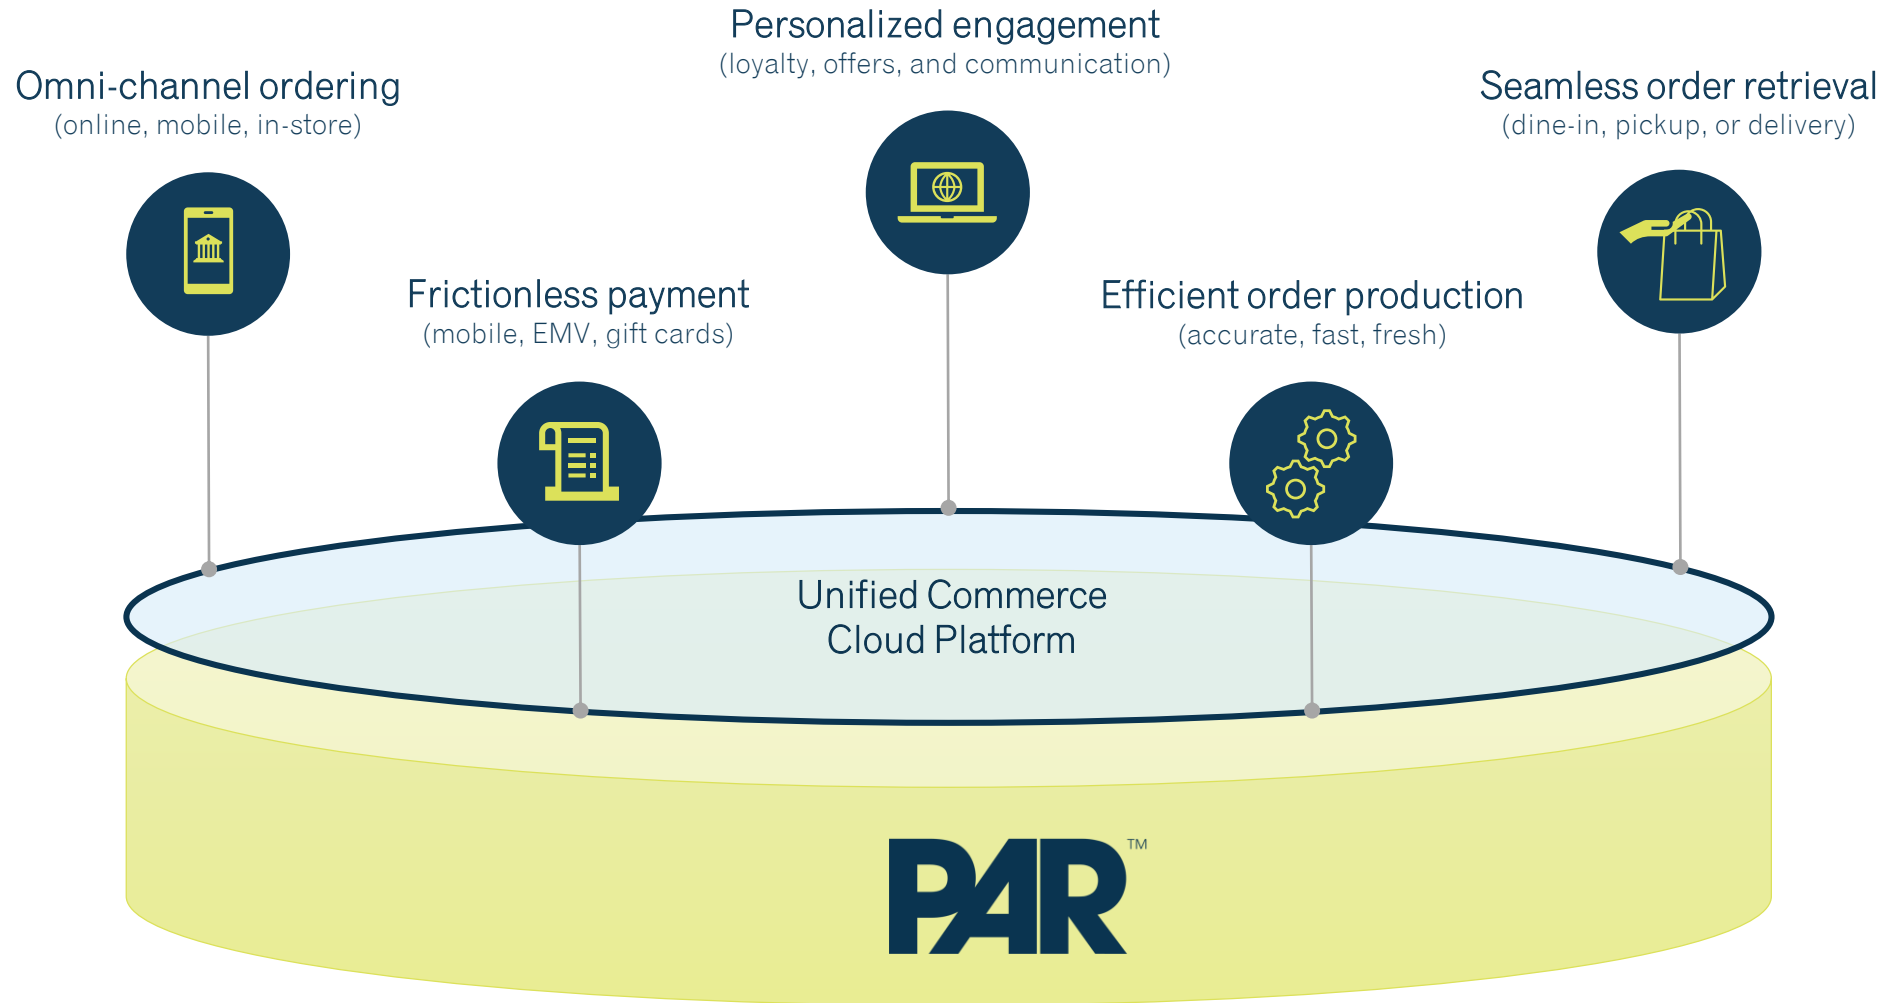 Personalized engagement
(loyalty, offers, and communication)
Omni-channel ordering
(online, mobile, in-store)
Seamless order retrieval
(dine-in, pickup, or delivery)
Frictionless payment
(mobile, EMV, gift cards)
Efficient order production
(accurate, fast, fresh)
Unified Commerce
Cloud Platform
PAR™